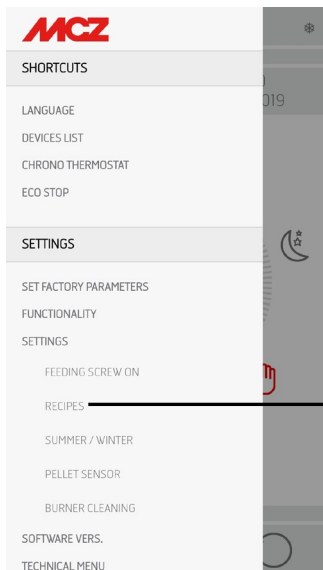 MCZ
SHORTCUTS
019
LANGUAGE
DEVICES LIST
CHRONO THERMOSTAT
ECO STOP
SETTINGS
SET FACTORY PARAMETERS
FUNCTIONALITY
SETTINGS
FEEDING SCREW ON
RECIPES
SUMMER / WINTER
PELLET SENSOR
BURNER CLEANING
SOFTWARE VERS.
TECHNICAL MENU